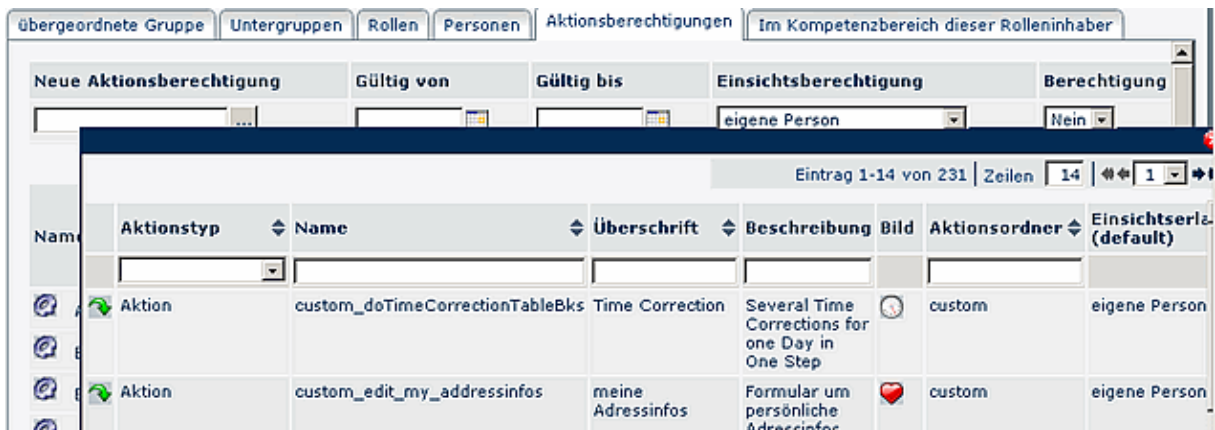 übergeordnete Gruppe Untergruppen Rollen Personen Aktionsberechtigungen Im Kompetenzbereich dieser Rolleninhaber
Neue Aktionsberechtigung Gültig von Gültig bis Einsichtsberechtigung Berechtigung
... eigene Person Nein
Eintrag 1-14 von 231 Zeilen 14 1
Aktionstyp Name Überschrift Beschreibung Bild Aktionsordner
(default)
Aktion custom_doTimeCorrectionTableBks Time Correction Several Time custom eigene Person
Corrections for
one Day in
One Step
Aktion custom_edit_my_addressinfos meine Formular um custom eigene Person
Adressinfos persönliche